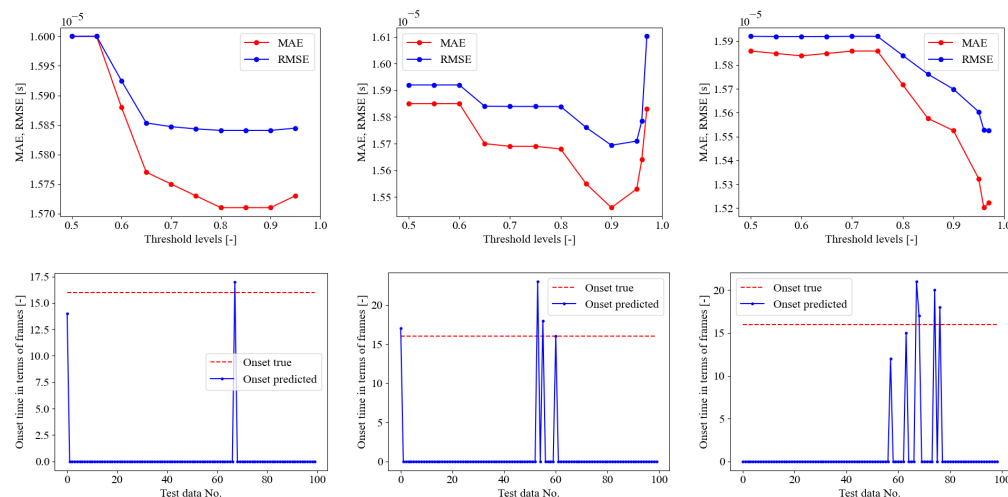 10⁻⁵
1.600
1.595
1.590
1.585
1.580
1.575
1.570
MAE, RMSE [s]
MAE
RMSE
0.5 0.6 0.7 0.8 0.9 1.0
Threshold levels [-]
10⁻⁵
1.61
1.60
1.59
1.58
1.57
1.56
1.55
MAE, RMSE [s]
MAE
RMSE
0.5 0.6 0.7 0.8 0.9 1.0
Threshold levels [-]
10⁻⁵
1.59
1.58
1.57
1.56
1.55
1.54
1.53
1.52
MAE, RMSE [s]
MAE
RMSE
0.5 0.6 0.7 0.8 0.9 1.0
Threshold levels [-]
17.5
15.0
12.5
10.0
7.5
5.0
2.5
0.0
Onset time in terms of frames [-]
Onset true
Onset predicted
0 20 40 60 80 100
Test data No.
20
15
10
5
0
Onset time in terms of frames [-]
Onset true
Onset predicted
0 20 40 60 80 100
Test data No.
20
15
10
5
0
Onset time in terms of frames [-]
Onset true
Onset predicted
0 20 40 60 80 100
Test data No.